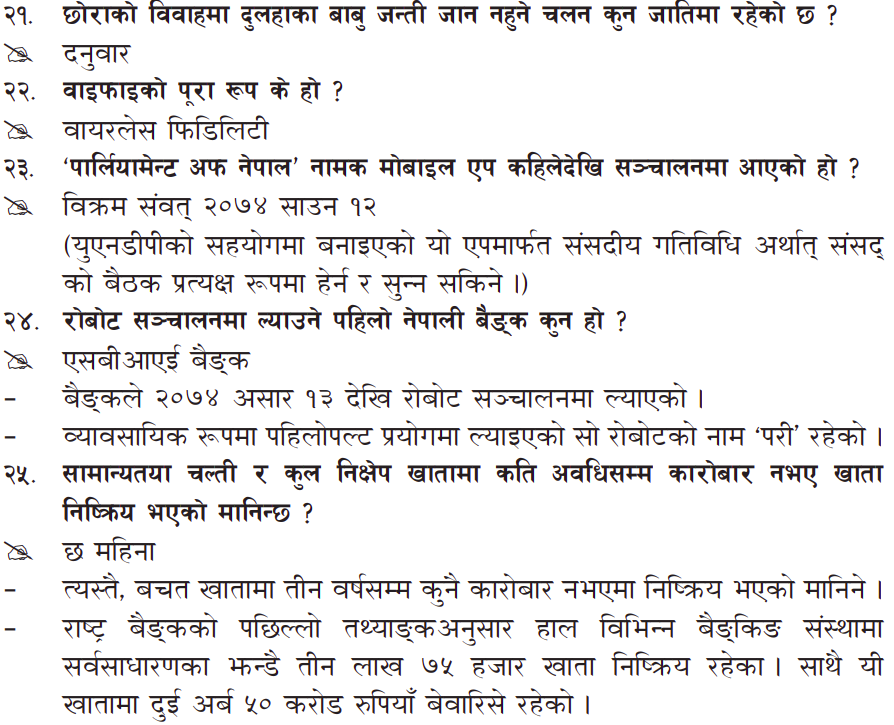 २१. छोराको विवाहमा दुलहाका बाबु जन्ती जान नहुने चलन कुन जातिमा रहेको छ ?
दनुवार
२२. वाइफाइको पूरा रूप के हो ?
वायरलेस फिडिलिटी
२३. ‘पार्लियामेन्ट अफ नेपाल’ नामक मोबाइल एप कहिलेदेखि सञ्चालनमा आएको हो ?
विक्रम संवत् २०७४ साउन १२
(युएनडीपीको सहयोगमा बनाइएको यो एपमार्फत संसदीय गतिविधि अर्थात् संसद्
को बैठक प्रत्यक्ष रूपमा हेर्न र सुन्न सकिने ।)
२४. रोबोट सञ्चालनमा ल्याउने पहिलो नेपाली बैङ्क कुन हो ?
एसबीआएई बैङ्क
– बैङ्कले २०७४ असार १३ देखि रोबोट सञ्चालनमा ल्याएको ।
– व्यावसायिक रूपमा पहिलोपल्ट प्रयोगमा ल्याइएको सो रोबोटको नाम ‘परी’ रहेको ।
२५. सामान्यतया चल्ती र कुल निक्षेप खातामा कति अवधिसम्म कारोबार नभए खाता
निष्क्रिय भएको मानिन्छ ?
छ महिना
– त्यस्तै, बचत खातामा तीन वर्षसम्म कुनै कारोबार नभएमा निष्क्रिय भएको मानिने ।
– राष्ट्र बैङ्कको पछिल्लो तथ्याङ्कअनुसार हाल विभिन्न बैङ्किङ संस्थामा
सर्वसाधारणका झन्डै तीन लाख ७५ हजार खाता निष्क्रिय रहेका । साथै यी
खातामा दुई अर्ब ५० करोड रुपियाँ बेवारिसे रहेको ।